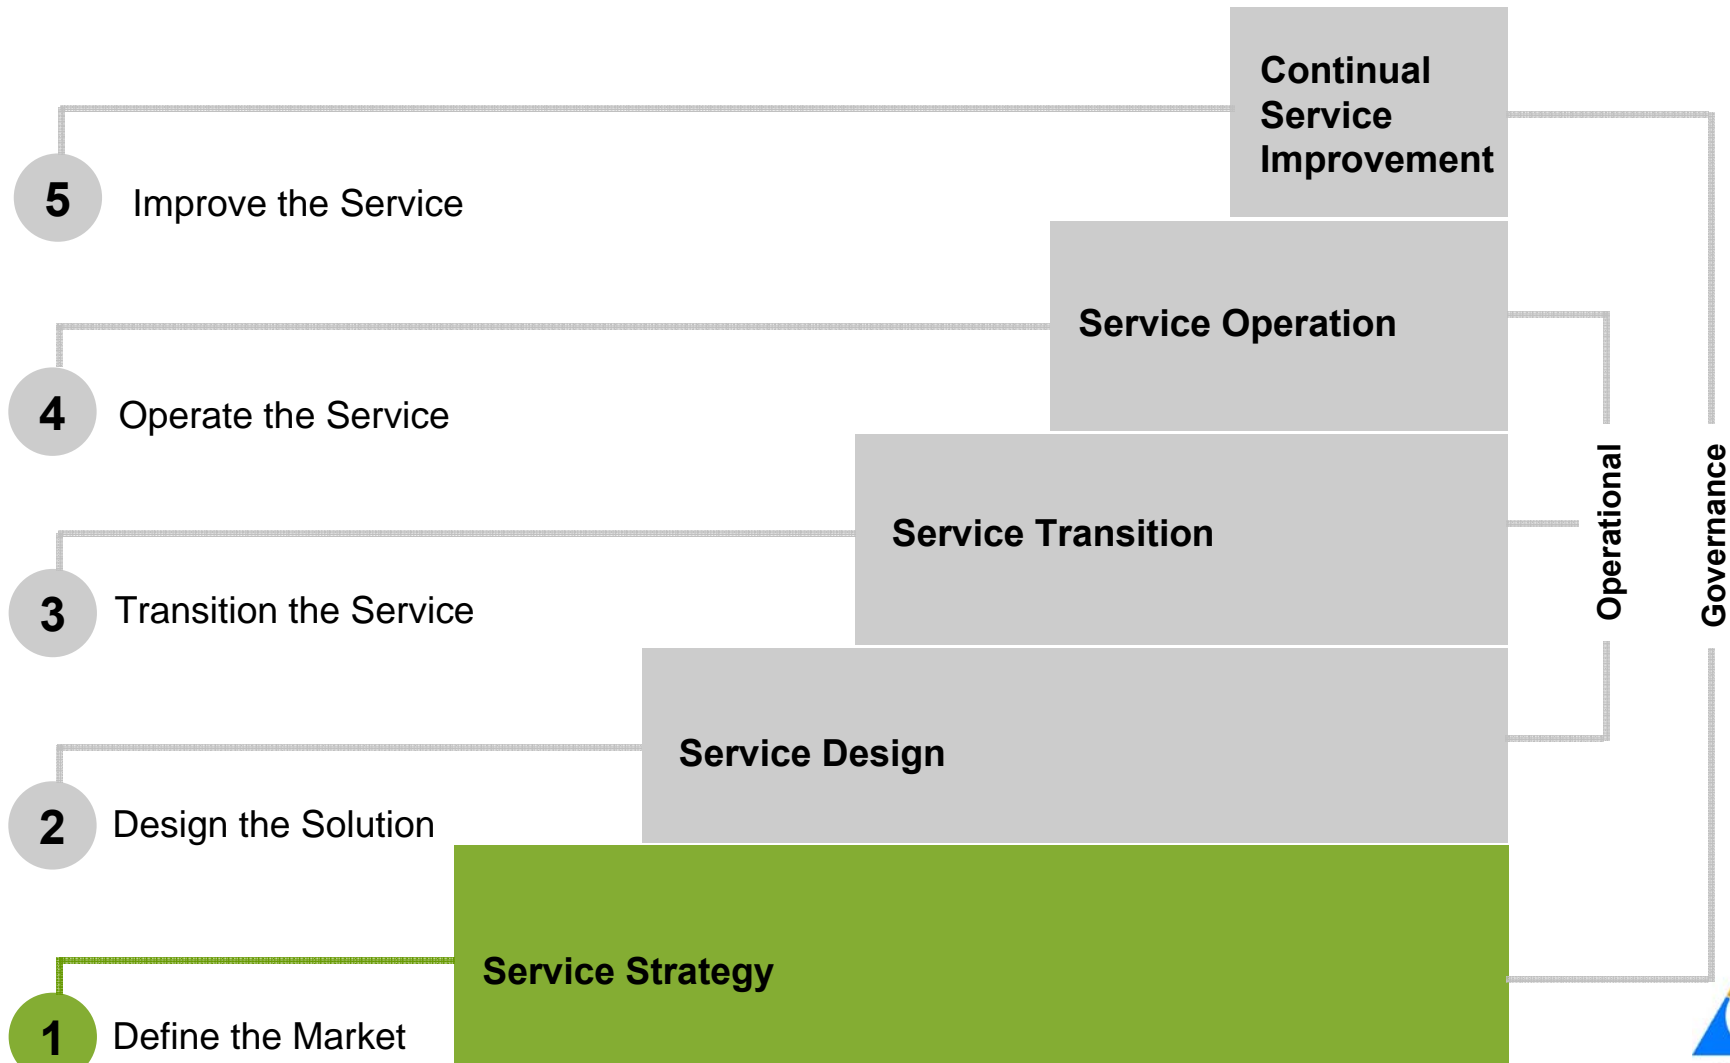 Continual
Service
Improvement
5
Improve the Service
Service Operation
4
Operate the Service
Operational
Governance
Service Transition
3
Transition the Service
Service Design
2
Design the Solution
Service Strategy
1
Define the Market